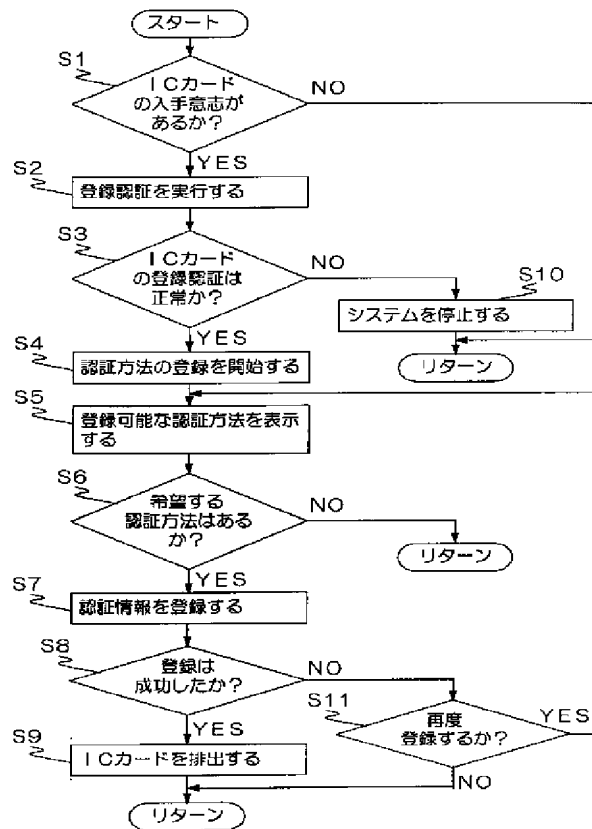 スタート
S1
ICカード
の入手意志が
あるか?
NO
YES
S2
登録認証を実行する
S3
ICカード
の登録認証は
正常か?
NO
S10
システムを停止する
リターン
YES
S4
認証方法の登録を開始する
S5
登録可能な認証方法を表示
する
S6
希望する
認証方法はある
か?
NO
リターン
YES
S7
認証情報を登録する
S8
登録は
成功したか?
NO
S11
再度
登録するか?
YES
NO
YES
S9
ICカードを排出する
リターン